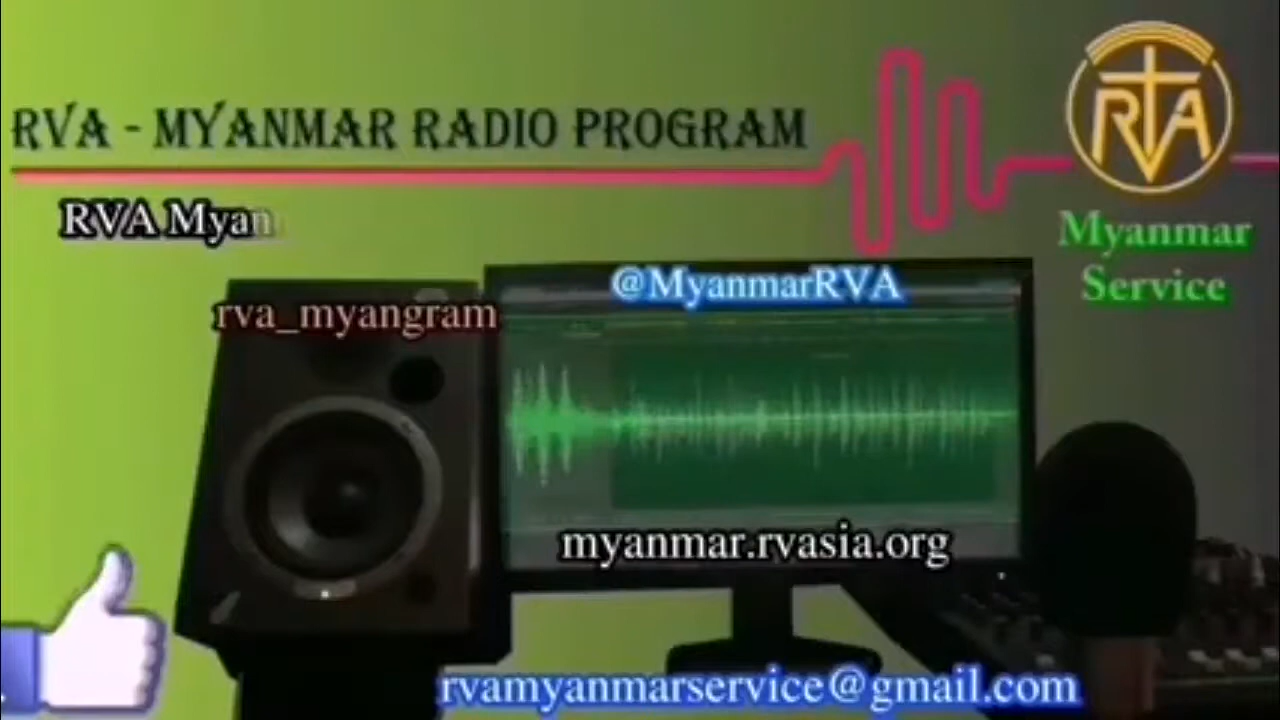 RVA - MYANMAR RADIO PROGRAM
RVA
Myanmar
Service
RVA Myan
@MyanmarRVA
rva_myangram
myanmar.rvasia.org
rvamyanmarservice@gmail.com